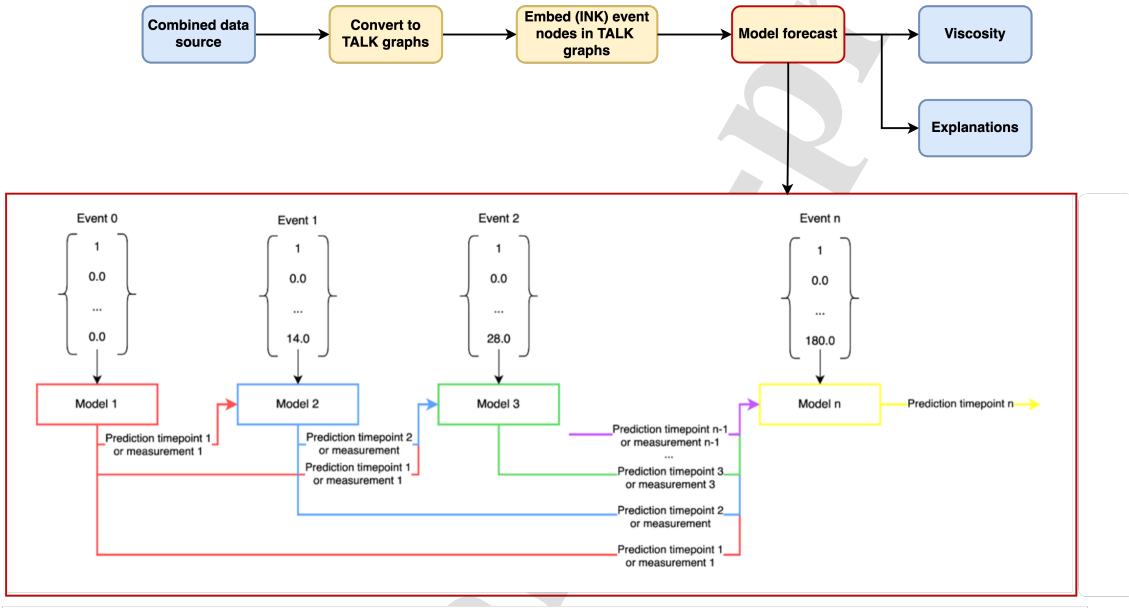 Combined data
source
Convert to
TALK graphs
Embed (INK) event
nodes in TALK
graphs
Model forecast
Viscosity
Explanations
Event 0
1
0.0
...
0.0
Event 1
1
0.0
...
14.0
Event 2
1
0.0
...
28.0
Event n
1
0.0
...
180.0
Model 1
Model 2
Model 3
Model n
Prediction timepoint n
Prediction timepoint 1
or measurement 1
Prediction timepoint 2
or measurement
Prediction timepoint 1
or measurement 1
Prediction timepoint n-1
or measurement n-1
...
Prediction timepoint 3
or measurement 3
Prediction timepoint 2
or measurement
Prediction timepoint 1
or measurement 1